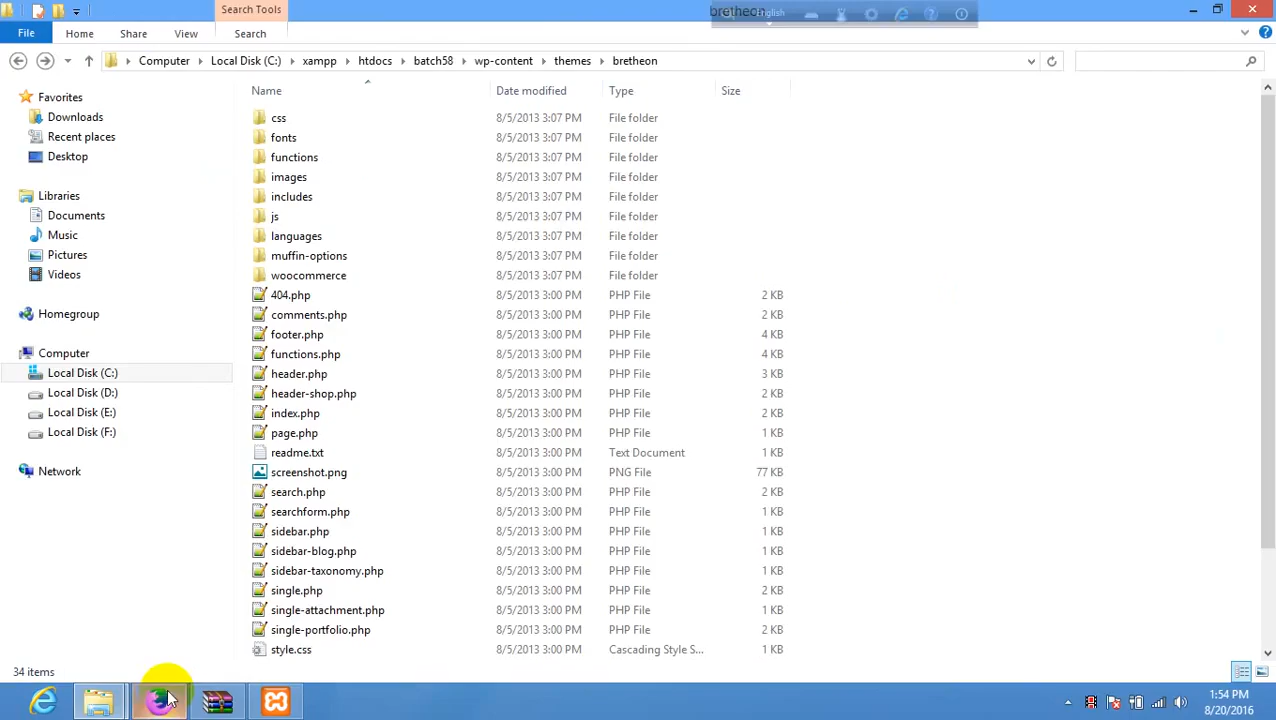 Search Tools
bretheon
English
File
Home
Share
View
Search
Computer
Local Disk (C:)
xampp
htdocs
batch58
wp-content
themes
bretheon
Name
Date modified
Type
Size
Favorites
Downloads
Recent places
Desktop
Libraries
Documents
Music
Pictures
Videos
Homegroup
Computer
Local Disk (C:)
Local Disk (D:)
Local Disk (E:)
Local Disk (F:)
Network
css 8/5/2013 3:07 PM File folder
fonts 8/5/2013 3:07 PM File folder
functions 8/5/2013 3:07 PM File folder
images 8/5/2013 3:07 PM File folder
includes 8/5/2013 3:07 PM File folder
js 8/5/2013 3:07 PM File folder
languages 8/5/2013 3:07 PM File folder
muffin-options 8/5/2013 3:07 PM File folder
woocommerce 8/5/2013 3:07 PM File folder
404.php 8/5/2013 3:00 PM PHP File 2 KB
comments.php 8/5/2013 3:00 PM PHP File 2 KB
footer.php 8/5/2013 3:00 PM PHP File 4 KB
functions.php 8/5/2013 3:00 PM PHP File 4 KB
header.php 8/5/2013 3:00 PM PHP File 3 KB
header-shop.php 8/5/2013 3:00 PM PHP File 2 KB
index.php 8/5/2013 3:00 PM PHP File 2 KB
page.php 8/5/2013 3:00 PM PHP File 1 KB
readme.txt 8/5/2013 3:00 PM Text Document 1 KB
screenshot.png 8/5/2013 3:00 PM PNG File 77 KB
search.php 8/5/2013 3:00 PM PHP File 2 KB
searchform.php 8/5/2013 3:00 PM PHP File 1 KB
sidebar.php 8/5/2013 3:00 PM PHP File 1 KB
sidebar-blog.php 8/5/2013 3:00 PM PHP File 1 KB
sidebar-taxonomy.php 8/5/2013 3:00 PM PHP File 1 KB
single.php 8/5/2013 3:00 PM PHP File 2 KB
single-attachment.php 8/5/2013 3:00 PM PHP File 1 KB
single-portfolio.php 8/5/2013 3:00 PM PHP File 2 KB
style.css 8/5/2013 3:00 PM Cascading Style S... 1 KB
34 items
1:54 PM
8/20/2016